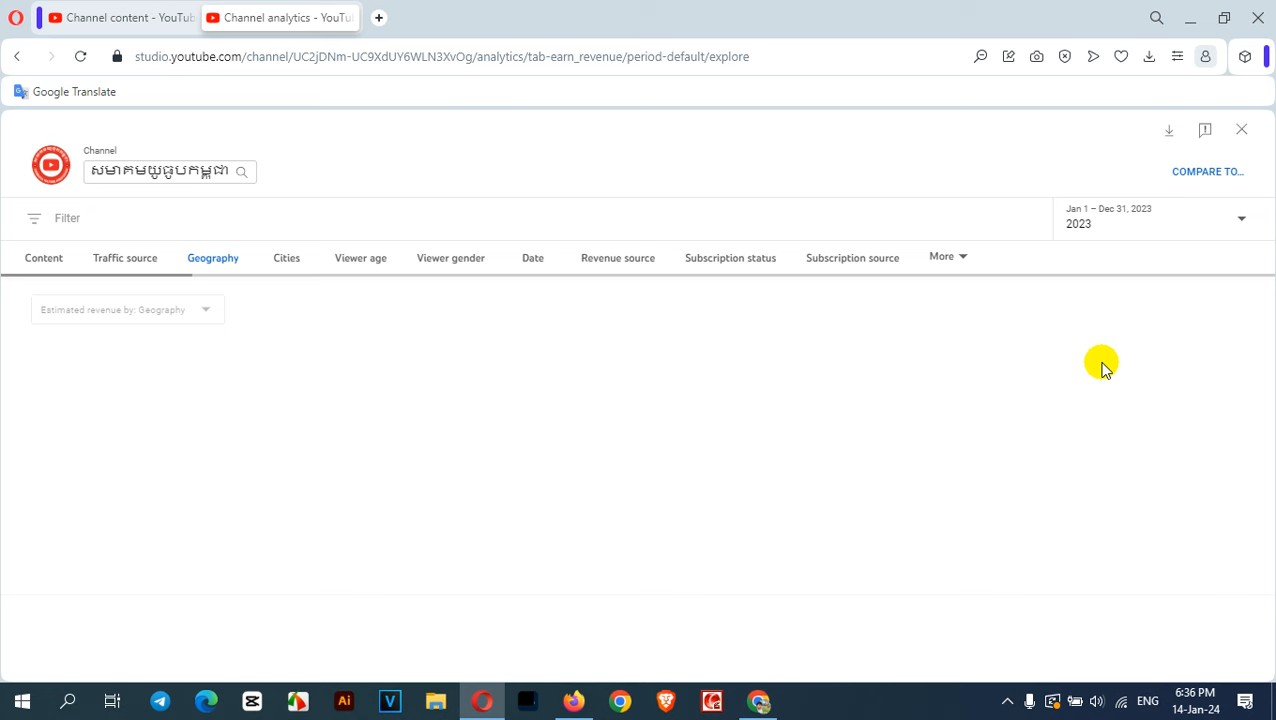 Channel content - YouTub
Channel analytics - YouTu
studio.youtube.com/channel/UC2jDNm-UC9XdUY6WLN3XvOg/analytics/tab-earn_revenue/period-default/explore
Google Translate
Channel
សមាគមយូធូបកម្ពុជា
COMPARE TO...
Filter
Jan 1 – Dec 31, 2023
2023
Content Traffic source Geography Cities Viewer age Viewer gender Date Revenue source Subscription status Subscription source More
Estimated revenue by: Geography
Ai V
ENG
6:36 PM
14-Jan-24